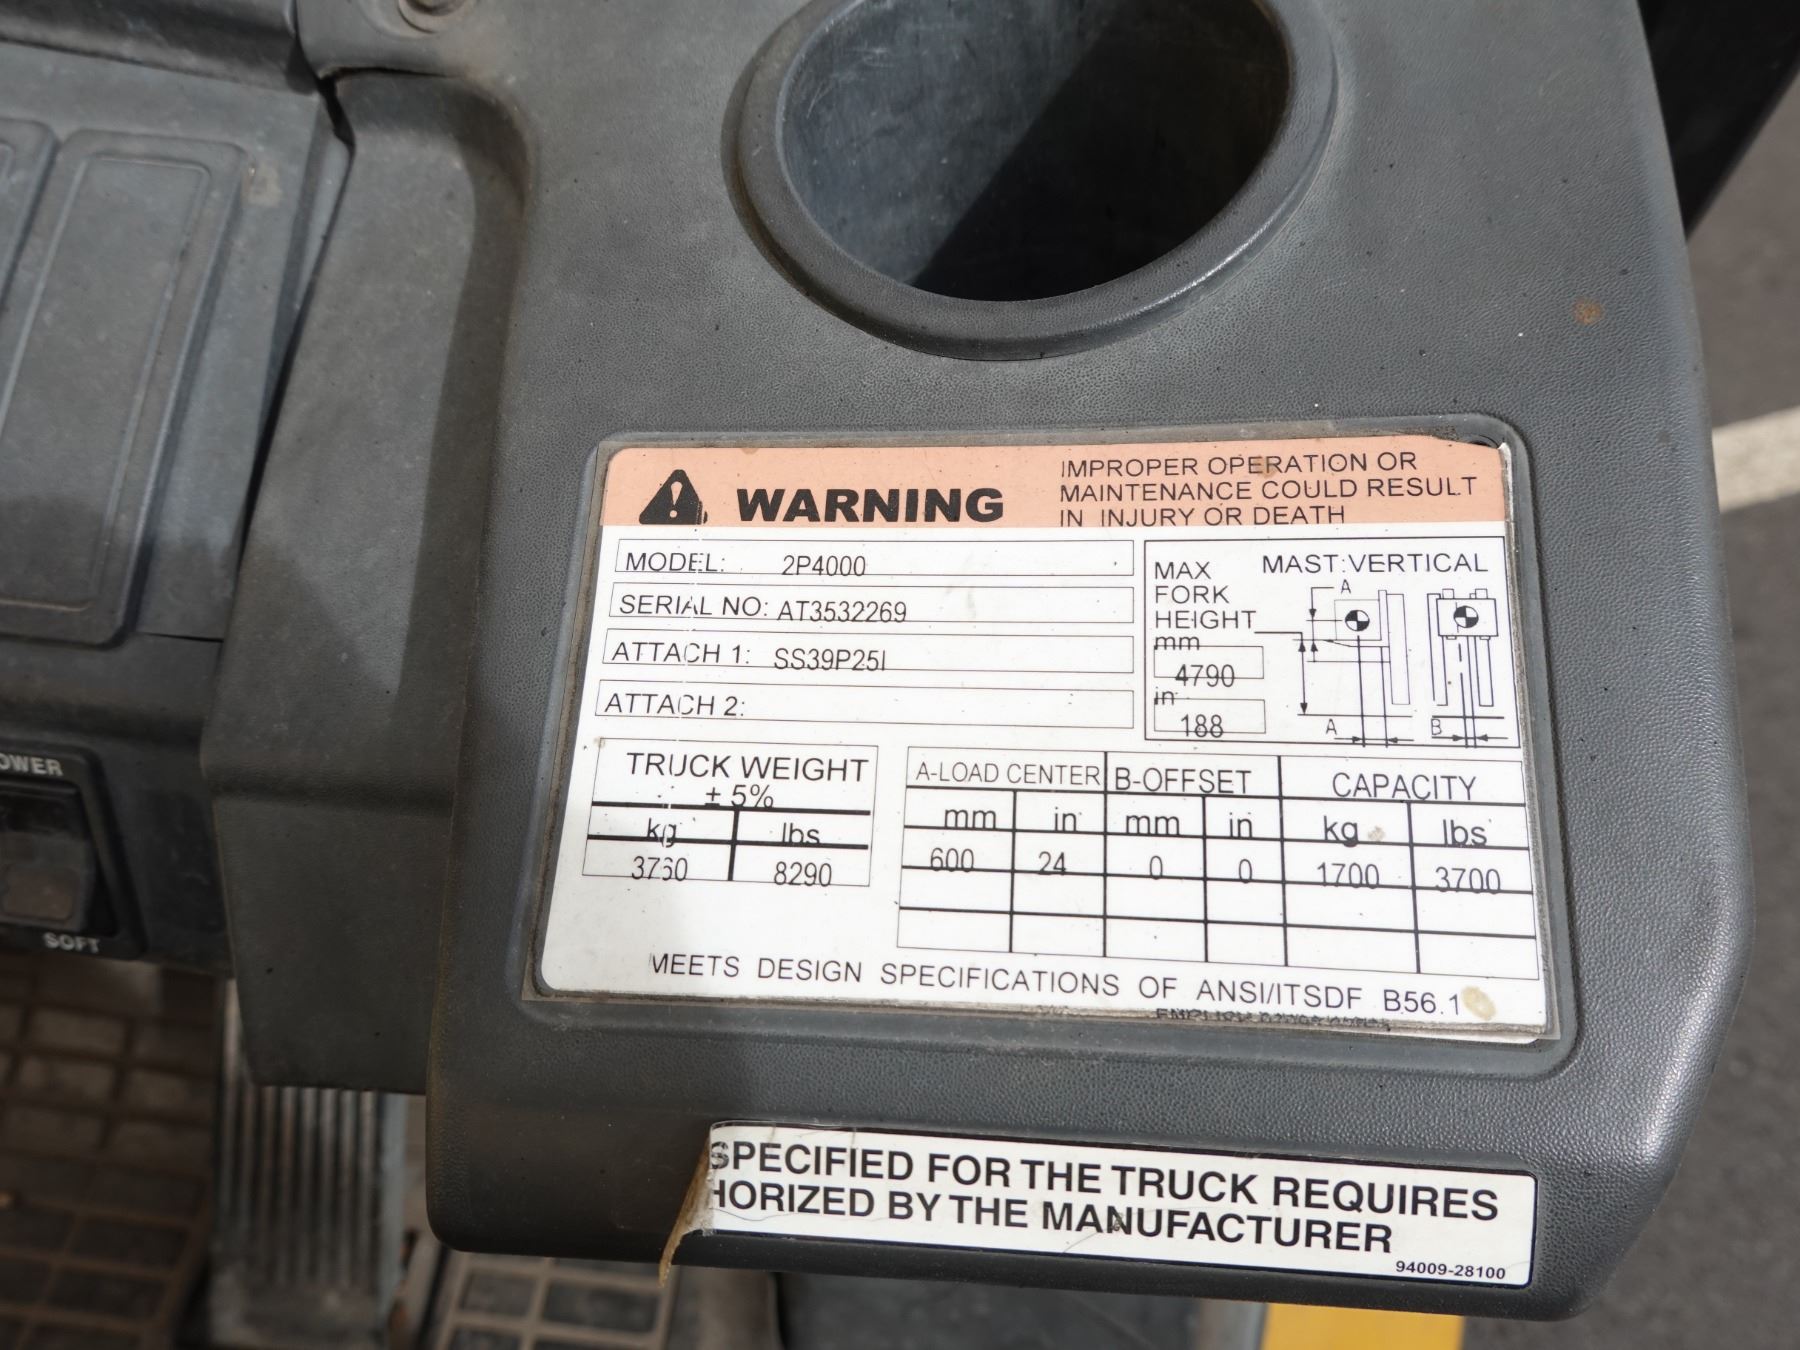 WARNING
IMPROPER OPERATION OR
MAINTENANCE COULD RESULT
IN INJURY OR DEATH
MODEL: 2P4000
SERIAL NO: AT3532269
ATTACH 1: SS39P25I
ATTACH 2:
MAX
FORK
HEIGHT
mm
4790
in
188
MAST:VERTICAL
A
A
B
TRUCK WEIGHT
± 5%
kg lbs
3760 8290
A-LOAD CENTER B-OFFSET CAPACITY
mm in mm in kg lbs
600 24 0 0 1700 3700
MEETS DESIGN SPECIFICATIONS OF ANSI/ITSDF B56.1
OWER
SOFT
SPECIFIED FOR THE TRUCK REQUIRES
HORIZED BY THE MANUFACTURER
94009-28100